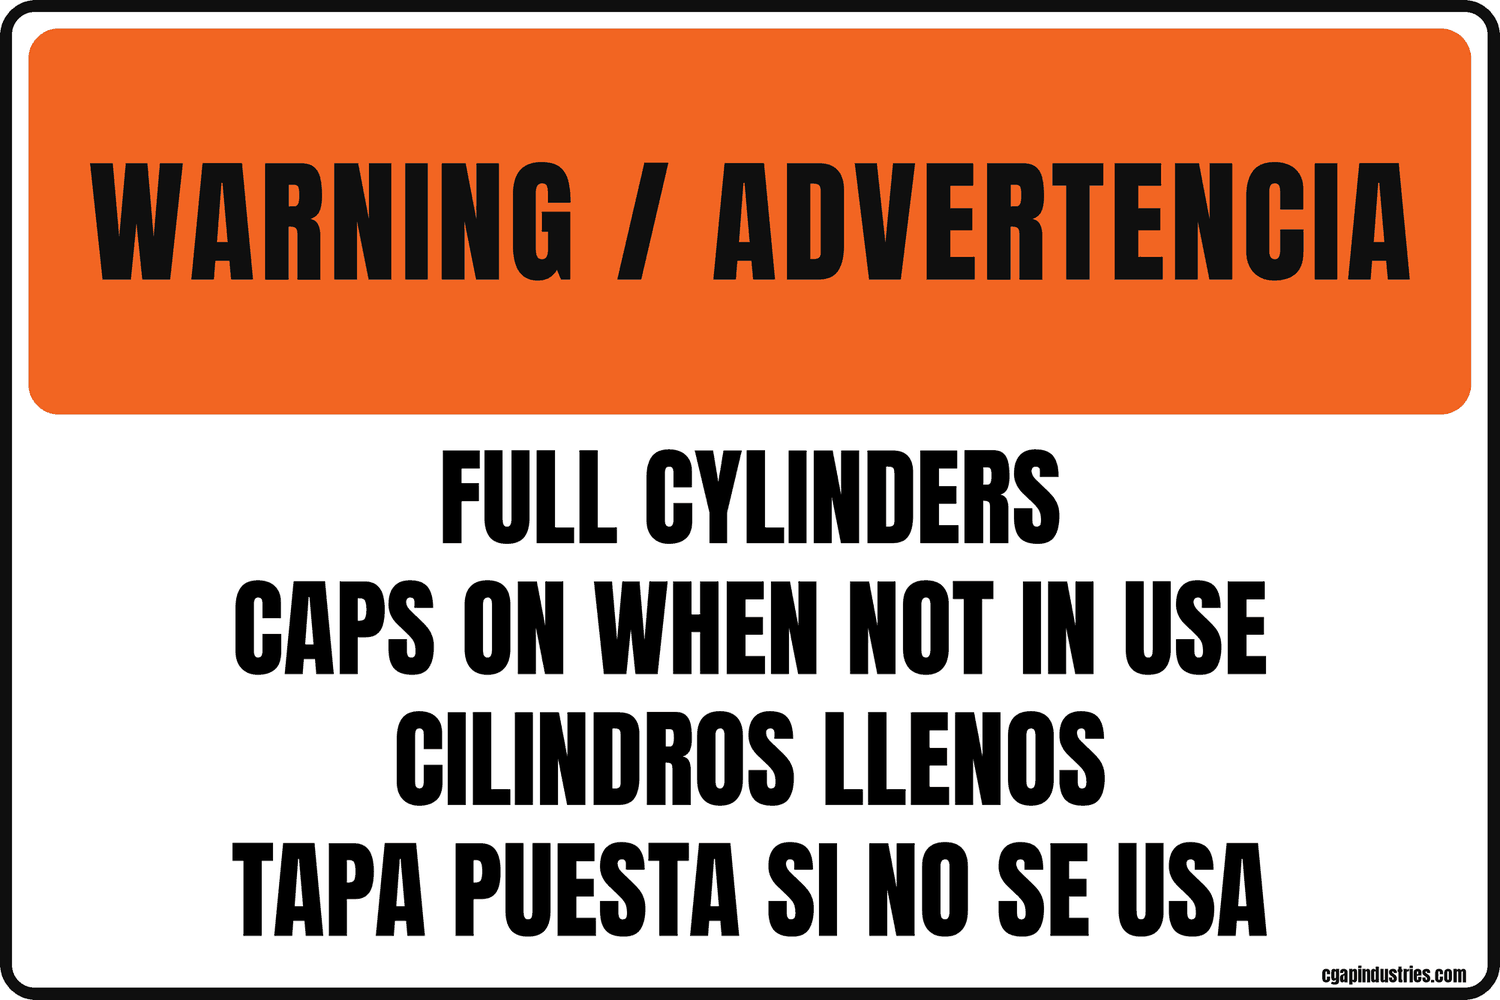 WARNING / ADVERTENCIA
FULL CYLINDERS
CAPS ON WHEN NOT IN USE
CILINDROS LLENOS
TAPA PUESTA SI NO SE USA
cgapindustries.com